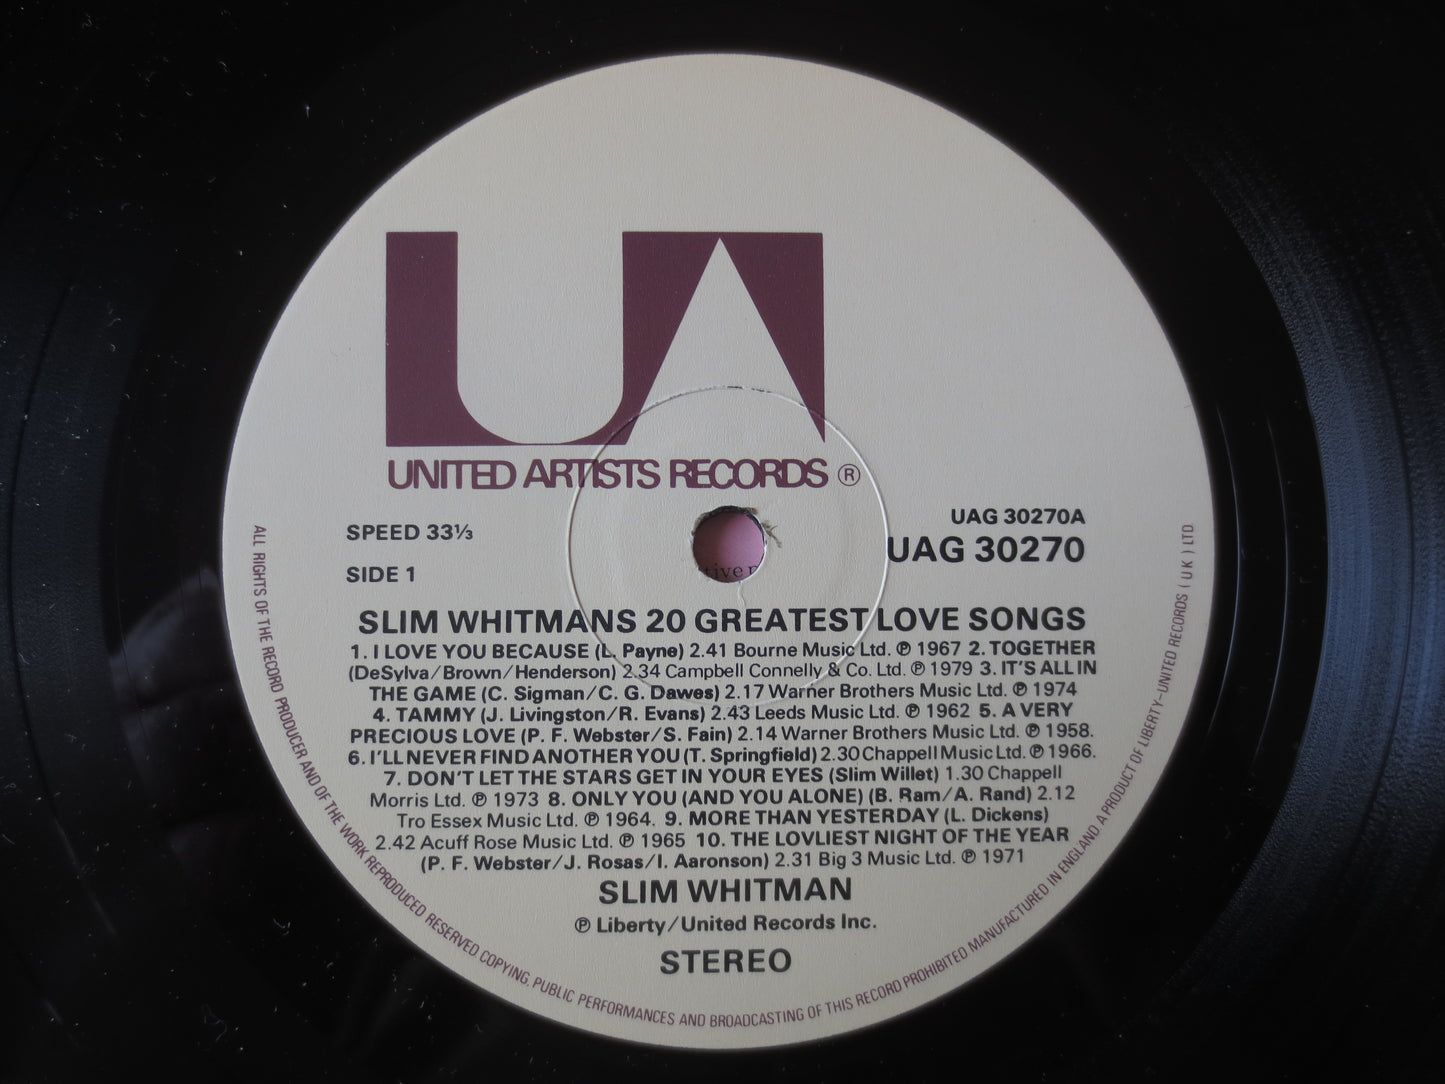 UA
UNITED ARTISTS RECORDS ®
SPEED 33⅓
UAG 30270A
UAG 30270
SIDE 1
tive
SLIM WHITMANS 20 GREATEST LOVE SONGS
1. I LOVE YOU BECAUSE (L. Payne) 2.41 Bourne Music Ltd. ℗ 1967 2. TOGETHER
(DeSylva/Brown/Henderson) 2.34 Campbell Connelly & Co. Ltd. ℗ 1979 3. IT'S ALL IN
THE GAME (C. Sigman/C. G. Dawes) 2.17 Warner Brothers Music Ltd. ℗ 1974
4. TAMMY (J. Livingston/R. Evans) 2.43 Leeds Music Ltd. ℗ 1962 5. A VERY
PRECIOUS LOVE (P. F. Webster/S. Fain) 2.14 Warner Brothers Music Ltd. ℗ 1958.
6. I'LL NEVER FIND ANOTHER YOU (T. Springfield) 2.30 Chappell Music Ltd. ℗ 1966.
7. DON'T LET THE STARS GET IN YOUR EYES (Slim Willet) 1.30 Chappell
Morris Ltd. ℗ 1973 8. ONLY YOU (AND YOU ALONE) (B. Ram/A. Rand) 2.12
Tro Essex Music Ltd. ℗ 1964. 9. MORE THAN YESTERDAY (L. Dickens)
2.42 Acuff Rose Music Ltd. ℗ 1965 10. THE LOVLIEST NIGHT OF THE YEAR
(P. F. Webster/J. Rosas/I. Aaronson) 2.31 Big 3 Music Ltd. ℗ 1971
SLIM WHITMAN
℗ Liberty/United Records Inc.
STEREO
ALL RIGHTS OF THE RECORD PRODUCER AND OF THE WORK REPRODUCED RESERVED COPYING, PUBLIC PERFORMANCES AND BROADCASTING OF THIS RECORD PROHIBITED MANUFACTURED IN ENGLAND A PRODUCT OF LIBERTY-UNITED RECORDS (UK) LTD